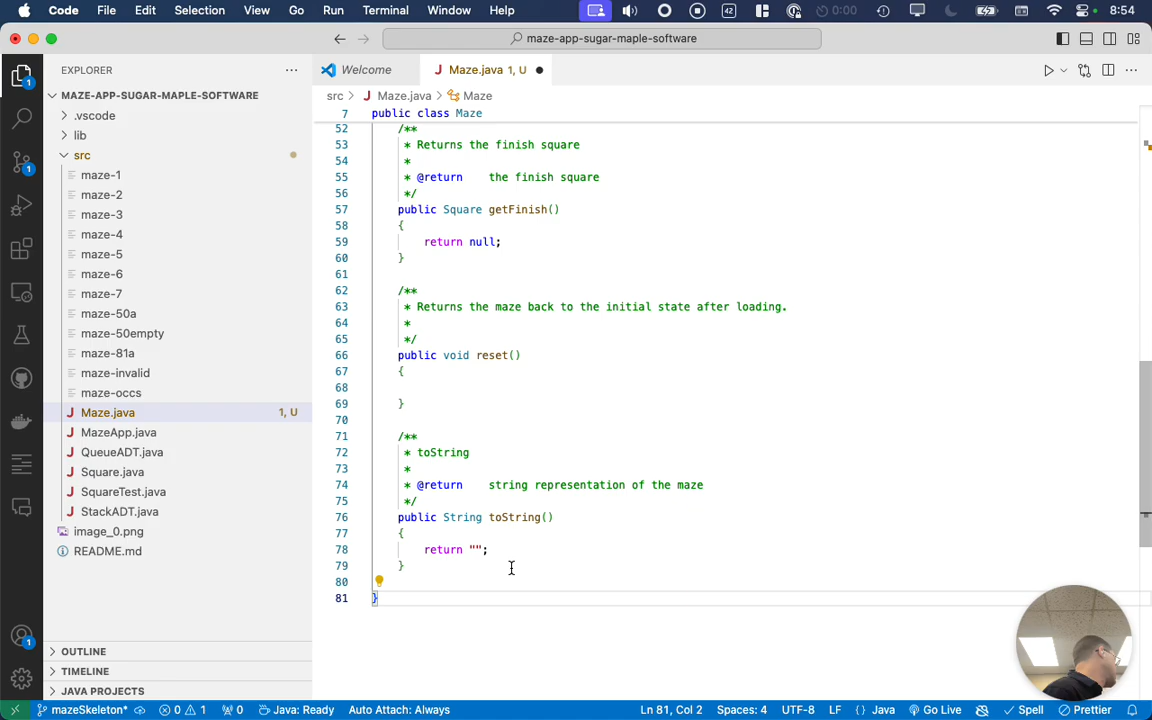 Code File Edit Selection View Go Run Terminal Window Help 42 0:00 8:54
maze-app-sugar-maple-software
EXPLORER
Welcome
J Maze.java 1, U
MAZE-APP-SUGAR-MAPLE-SOFTWARE
src > J Maze.java > Maze
.vscode
lib
src
maze-1
maze-2
maze-3
maze-4
maze-5
maze-6
maze-7
maze-50a
maze-50empty
maze-81a
maze-invalid
maze-occs
J Maze.java 1, U
J MazeApp.java
J QueueADT.java
J Square.java
J SquareTest.java
J StackADT.java
image_0.png
README.md
OUTLINE
TIMELINE
JAVA PROJECTS
7 public class Maze
52 /**
53 * Returns the finish square
54 *
55 * @return the finish square
56 */
57 public Square getFinish()
58 {
59 return null;
60 }
61
62 /**
63 * Returns the maze back to the initial state after loading.
64 *
65 */
66 public void reset()
67 {
68
69 }
70
71 /**
72 * toString
73 *
74 * @return string representation of the maze
75 */
76 public String toString()
77 {
78 return "";
79 }
80
81 }
1
1
1
1
mazeSkeleton* 0 1 0 Java: Ready Auto Attach: Always Ln 81, Col 2 Spaces: 4 UTF-8 LF {} Java Go Live Spell Prettier